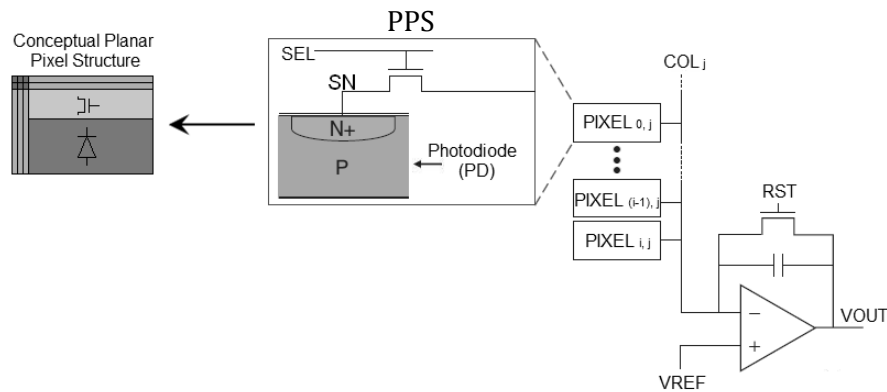 PPS
Conceptual Planar
Pixel Structure
SEL
SN
N+
P
Photodiode
(PD)
COL j
PIXEL 0, j
PIXEL (i-1), j
PIXEL i, j
RST
−
+
VOUT
VREF